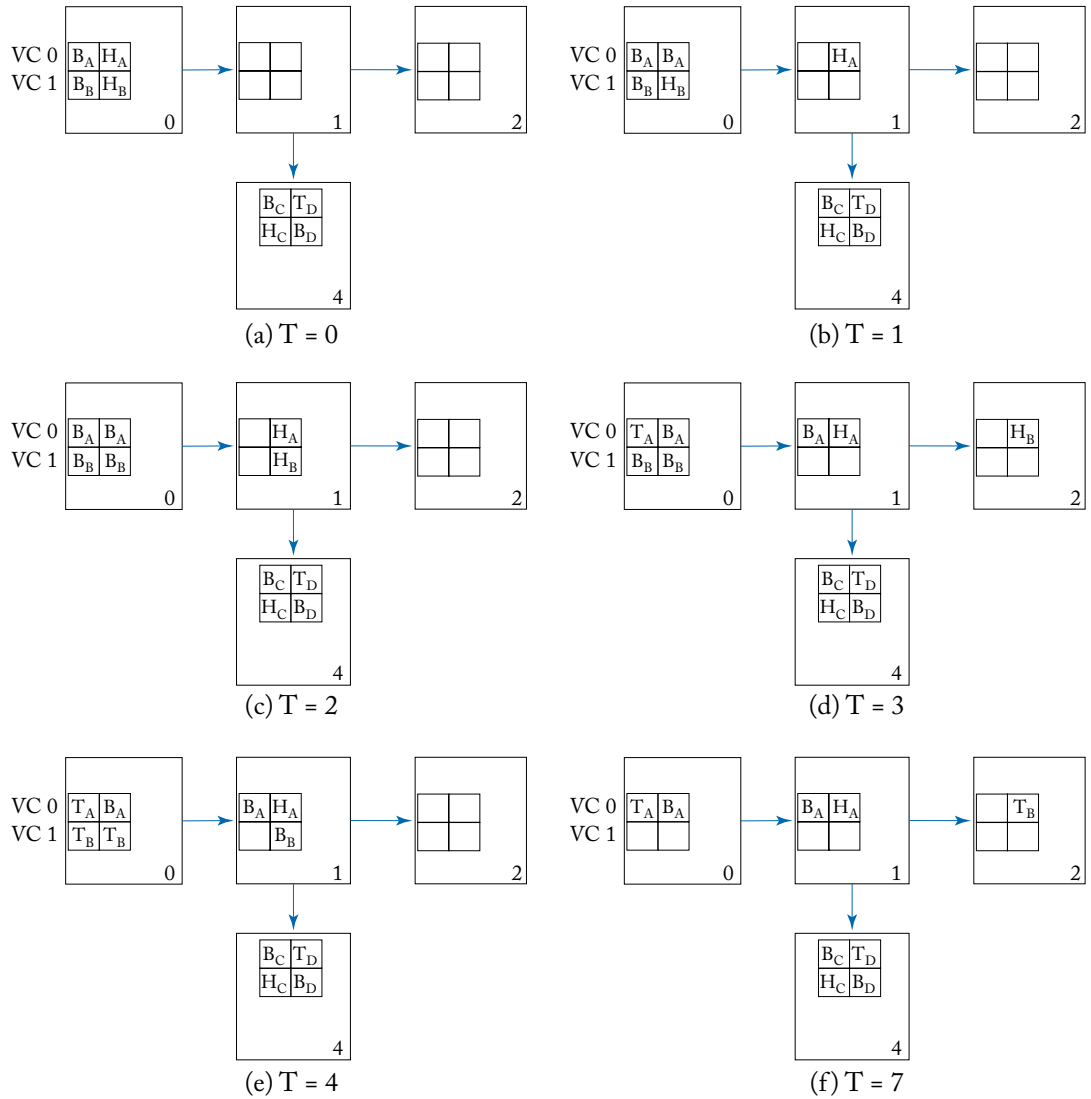 VC 0 B_A H_A
VC 1 B_B H_B
0 1 2
B_C T_D
H_C B_D
4
(a) T = 0
VC 0 B_A B_A H_A
VC 1 B_B H_B
0 1 2
B_C T_D
H_C B_D
4
(b) T = 1
VC 0 B_A B_A H_A
VC 1 B_B B_B H_B
0 1 2
B_C T_D
H_C B_D
4
(c) T = 2
VC 0 T_A B_A B_A H_A H_B
VC 1 B_B B_B
0 1 2
B_C T_D
H_C B_D
4
(d) T = 3
VC 0 T_A B_A B_A H_A
VC 1 T_B T_B B_B
0 1 2
B_C T_D
H_C B_D
4
(e) T = 4
VC 0 T_A B_A B_A H_A T_B
VC 1
0 1 2
B_C T_D
H_C B_D
4
(f) T = 7